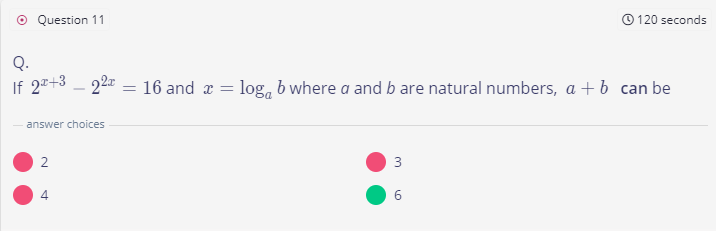 Question 11
120 seconds
Q.
If $2^{x+3} - 2^{2x} = 16$ and $x = \log_a b$ where a and b are natural numbers, $a + b$ can be
answer choices
2
3
4
6